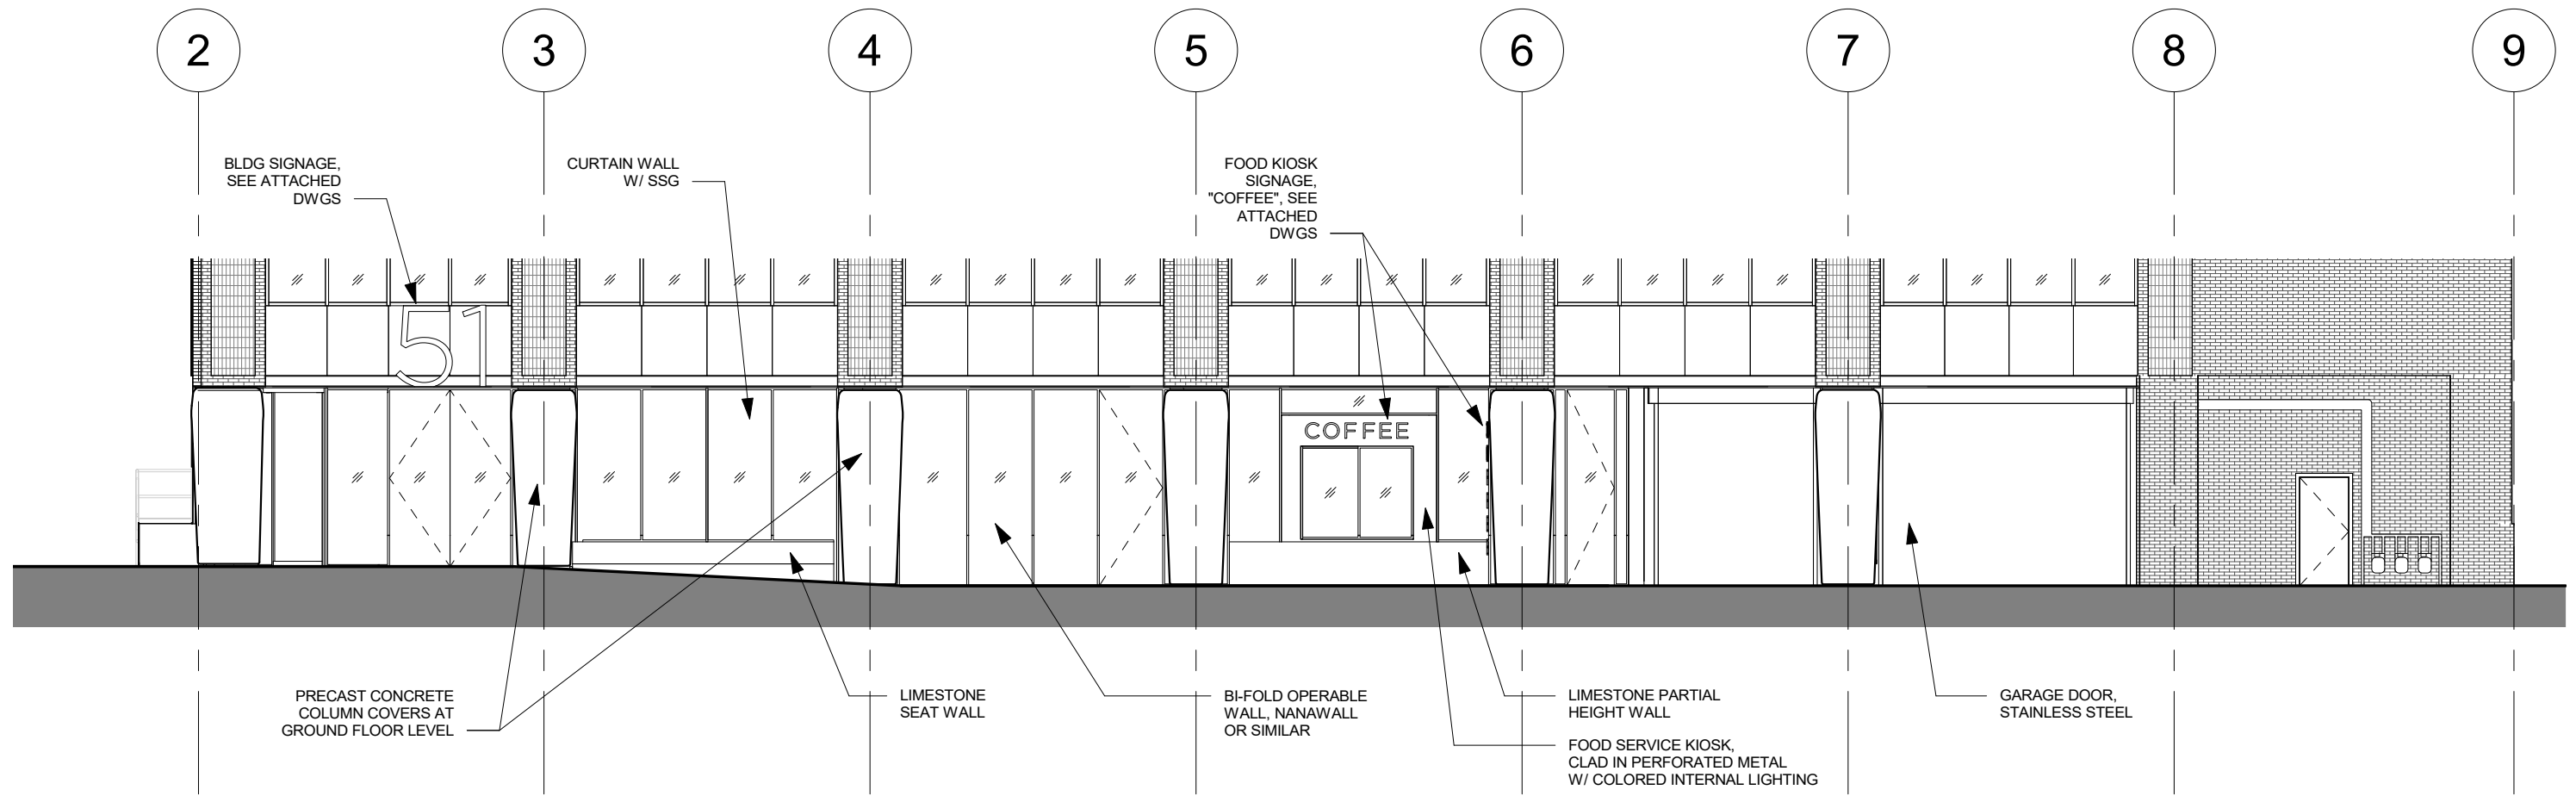 2
3
4
5
6
7
8
9
BLDG SIGNAGE,
SEE ATTACHED
DWGS
CURTAIN WALL
W/ SSG
FOOD KIOSK
SIGNAGE,
"COFFEE", SEE
ATTACHED
DWGS
51
COFFEE
PRECAST CONCRETE
COLUMN COVERS AT
GROUND FLOOR LEVEL
LIMESTONE
SEAT WALL
BI-FOLD OPERABLE
WALL, NANAWALL
OR SIMILAR
LIMESTONE PARTIAL
HEIGHT WALL
FOOD SERVICE KIOSK,
CLAD IN PERFORATED METAL
W/ COLORED INTERNAL LIGHTING
GARAGE DOOR,
STAINLESS STEEL